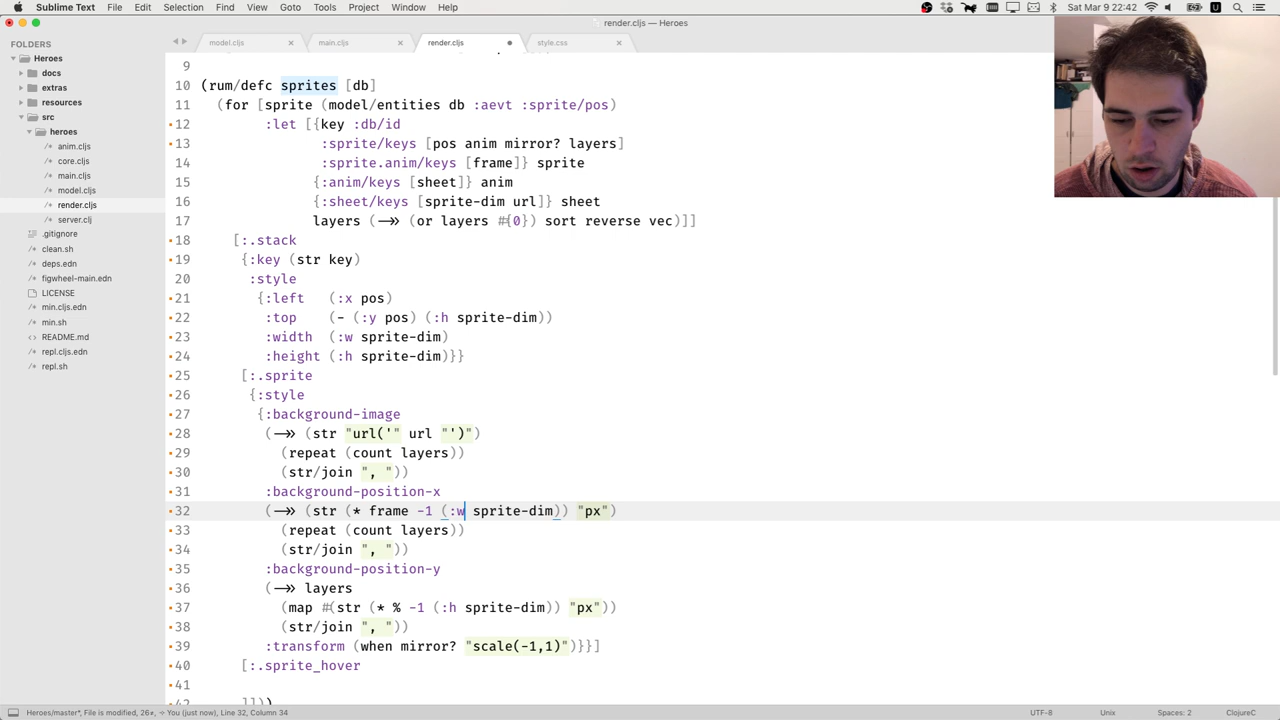 Sublime Text File Edit Selection Find View Goto Tools Project Window Help
U Sat Mar 9 22:42
render.cljs — Heroes
FOLDERS
Heroes
docs
extras
resources
src
heroes
anim.cljs
core.cljs
main.cljs
model.cljs
render.cljs
server.clj
.gitignore
clean.sh
deps.edn
figwheel-main.edn
LICENSE
min.cljs.edn
min.sh
README.md
repl.cljs.edn
repl.sh
model.cljs main.cljs render.cljs style.css
9
10 (rum/defc sprites [db]
11 (for [sprite (model/entities db :aevt :sprite/pos)
12 :let [{key :db/id
13 :sprite/keys [pos anim mirror? layers]
14 :sprite.anim/keys [frame]} sprite
15 {:anim/keys [sheet]} anim
16 {:sheet/keys [sprite-dim url]} sheet
17 layers (->> (or layers #{0}) sort reverse vec)]]
18 [:.stack
19 {:key (str key)
20 :style
21 {:left (:x pos)
22 :top (- (:y pos) (:h sprite-dim))
23 :width (:w sprite-dim)
24 :height (:h sprite-dim)}}
25 [:.sprite
26 {:style
27 {:background-image
28 (->> (str "url('" url "')")
29 (repeat (count layers))
30 (str/join ", "))
31 :background-position-x
32 (->> (str (* frame -1 (:w sprite-dim)) "px")
33 (repeat (count layers))
34 (str/join ", "))
35 :background-position-y
36 (->> layers
37 (map #(str (* % -1 (:h sprite-dim)) "px"))
38 (str/join ", "))
39 :transform (when mirror? "scale(-1,1)")}}]
40 [:.sprite_hover
41
42 ]]))
File is modified, 26≠, → You (just now), Line 32, Column 34
UTF-8 Unix Spaces: 2 ClojureC